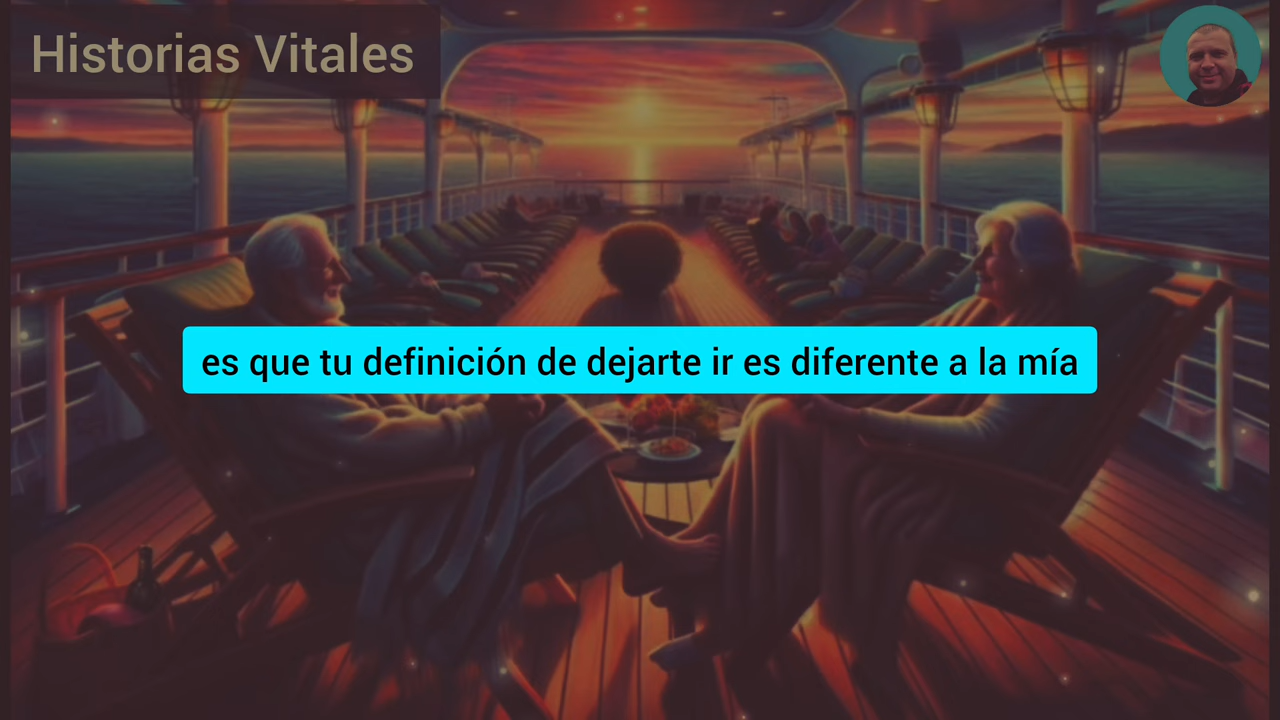 Historias Vitales
es que tu definición de dejarte ir es diferente a la mía